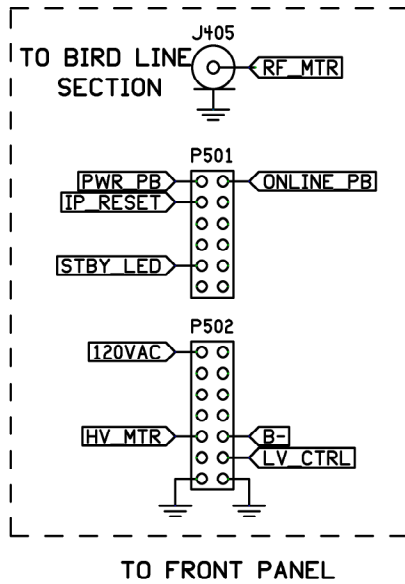 J405
TO BIRD LINE
SECTION
RF_MTR
P501
PWR_PB
ONLINE_PB
IP_RESET
STBY_LED
P502
120VAC
HV_MTR
B-
LV_CTRL
TO FRONT PANEL